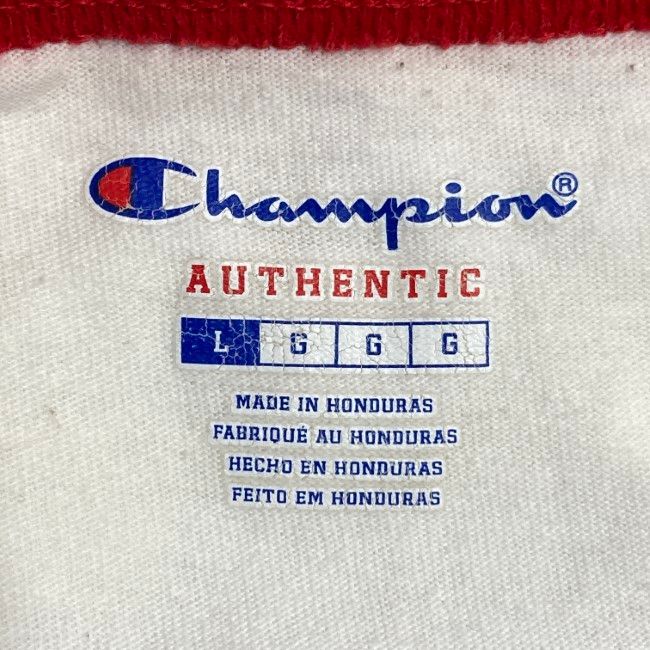 Champion®
AUTHENTIC
L G G G
MADE IN HONDURAS
FABRIQUÉ AU HONDURAS
HECHO EN HONDURAS
FEITO EM HONDURAS